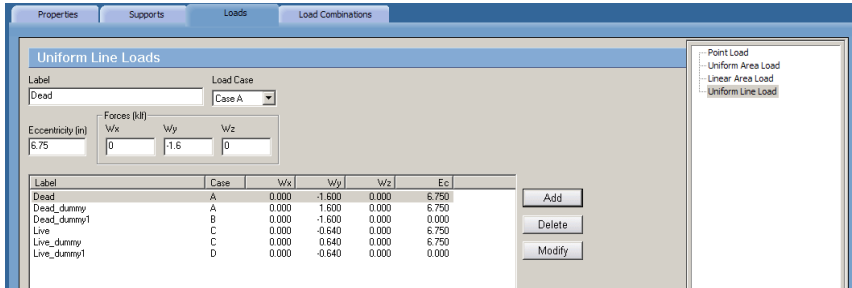 Properties Supports Loads Load Combinations
Uniform Line Loads
Label Load Case
Dead Case A
Forces (klf)
Eccentricity (in) Wx Wy Wz
6.75 0 -1.6 0
Label Case Wx Wy Wz Ec
Dead A 0.000 -1.600 0.000 6.750
Dead_dummy A 0.000 1.600 0.000 6.750
Dead_dummy1 B 0.000 -1.600 0.000 0.000
Live C 0.000 -0.640 0.000 6.750
Live_dummy C 0.000 0.640 0.000 6.750
Live_dummy1 D 0.000 -0.640 0.000 0.000
Add
Delete
Modify
Point Load
Uniform Area Load
Linear Area Load
Uniform Line Load